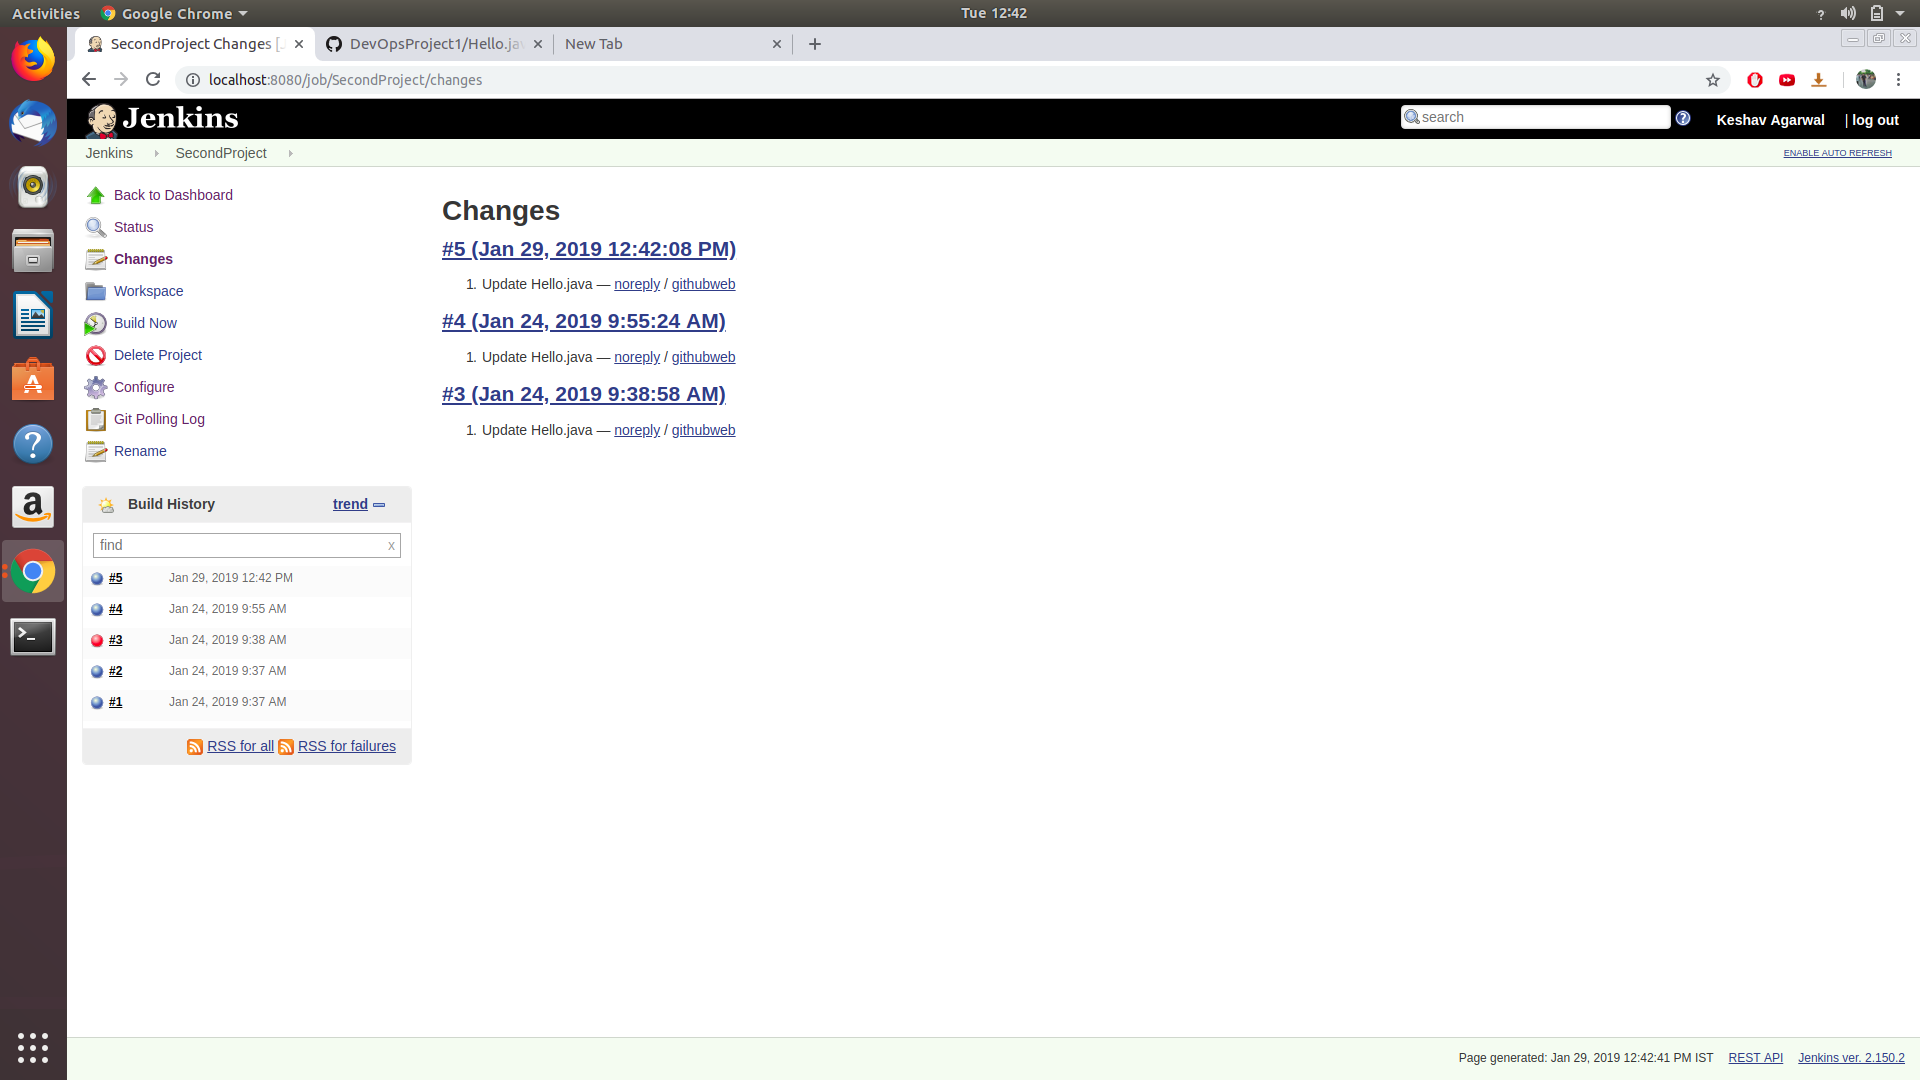 Activities Google Chrome Tue 12:42
SecondProject Changes [ DevOpsProject1/Hello.jav New Tab
localhost:8080/job/SecondProject/changes
Jenkins search Keshav Agarwal | log out
Jenkins SecondProject ENABLE AUTO REFRESH
Back to Dashboard
Status
Changes
Workspace
Build Now
Delete Project
Configure
Git Polling Log
Rename
Build History trend
find x
#5 Jan 29, 2019 12:42 PM
#4 Jan 24, 2019 9:55 AM
#3 Jan 24, 2019 9:38 AM
#2 Jan 24, 2019 9:37 AM
#1 Jan 24, 2019 9:37 AM
RSS for all RSS for failures
Changes
#5 (Jan 29, 2019 12:42:08 PM)
1. Update Hello.java — noreply / githubweb
#4 (Jan 24, 2019 9:55:24 AM)
1. Update Hello.java — noreply / githubweb
#3 (Jan 24, 2019 9:38:58 AM)
1. Update Hello.java — noreply / githubweb
Page generated: Jan 29, 2019 12:42:41 PM IST REST API Jenkins ver. 2.150.2